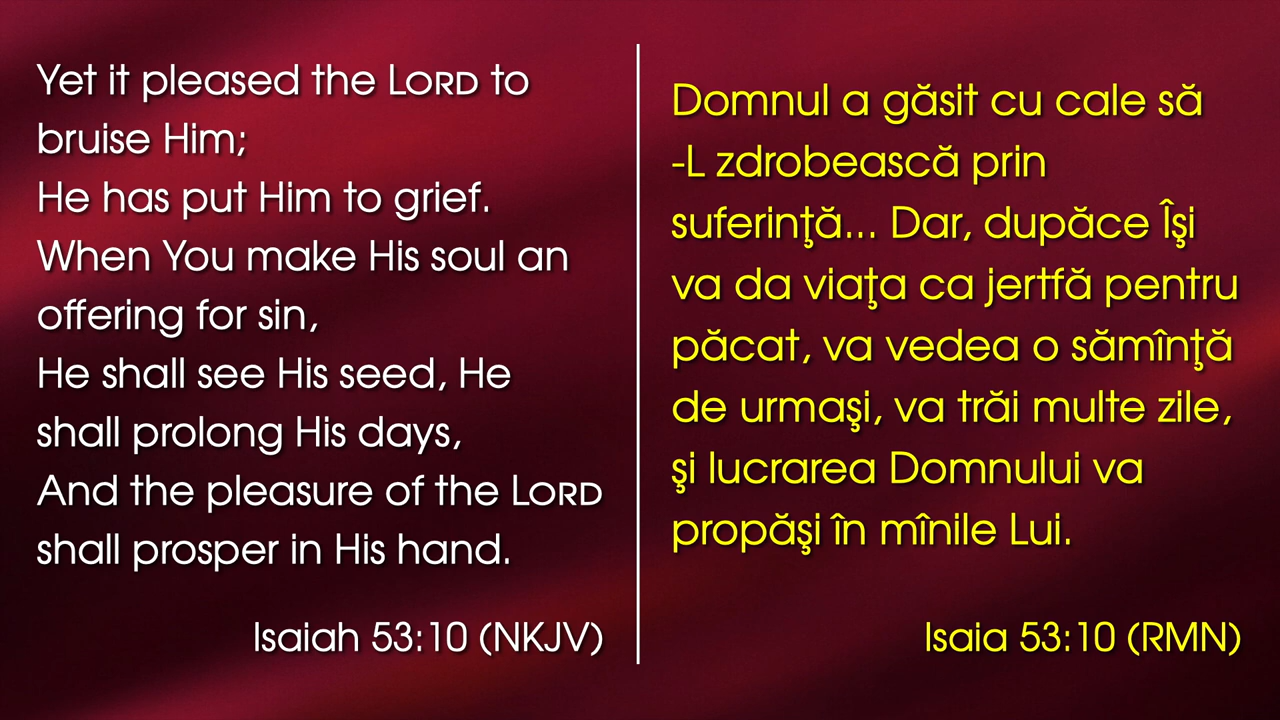 Yet it pleased the LORD to
bruise Him;
He has put Him to grief.
When You make His soul an
offering for sin,
He shall see His seed, He
shall prolong His days,
And the pleasure of the LORD
shall prosper in His hand.
Isaiah 53:10 (NKJV)
Domnul a găsit cu cale să
-L zdrobească prin
suferinţă... Dar, dupăce Îşi
va da viaţa ca jertfă pentru
păcat, va vedea o sămînţă
de urmaşi, va trăi multe zile,
şi lucrarea Domnului va
propăşi în mînile Lui.
Isaia 53:10 (RMN)